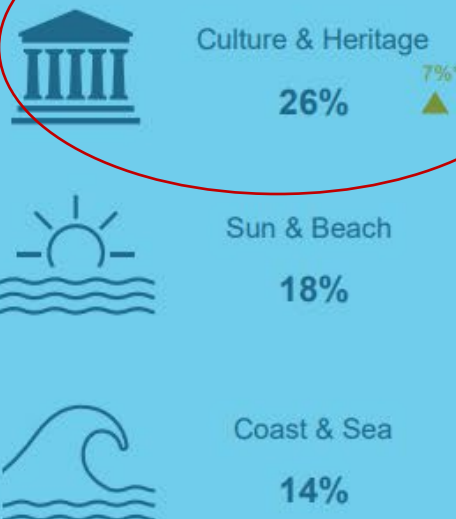 Culture & Heritage
7%
26%
Sun & Beach
18%
Coast & Sea
14%